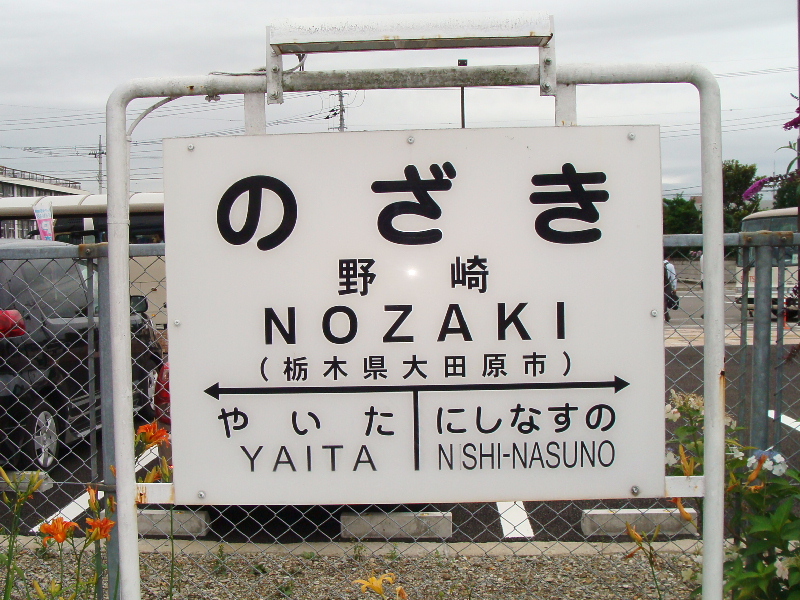 のざき
野崎
NOZAKI
(栃木県大田原市)
やいた にしなすの
YAITA NISHI-NASUNO